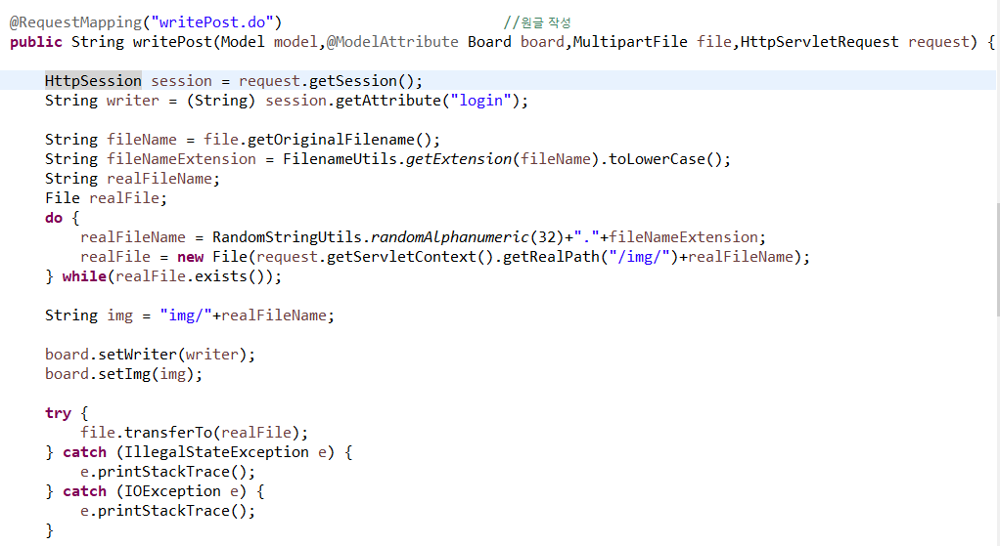 @RequestMapping("writePost.do") //원글 작성
public String writePost(Model model,@ModelAttribute Board board,MultipartFile file,HttpServletRequest request) {
HttpSession session = request.getSession();
String writer = (String) session.getAttribute("login");
String fileName = file.getOriginalFilename();
String fileNameExtension = FilenameUtils.getExtension(fileName).toLowerCase();
String realFileName;
File realFile;
do {
realFileName = RandomStringUtils.randomAlphanumeric(32)+"."+fileNameExtension;
realFile = new File(request.getServletContext().getRealPath("/img/")+realFileName);
} while(realFile.exists());
String img = "img/"+realFileName;
board.setWriter(writer);
board.setImg(img);
try {
file.transferTo(realFile);
} catch (IllegalStateException e) {
e.printStackTrace();
} catch (IOException e) {
e.printStackTrace();
}